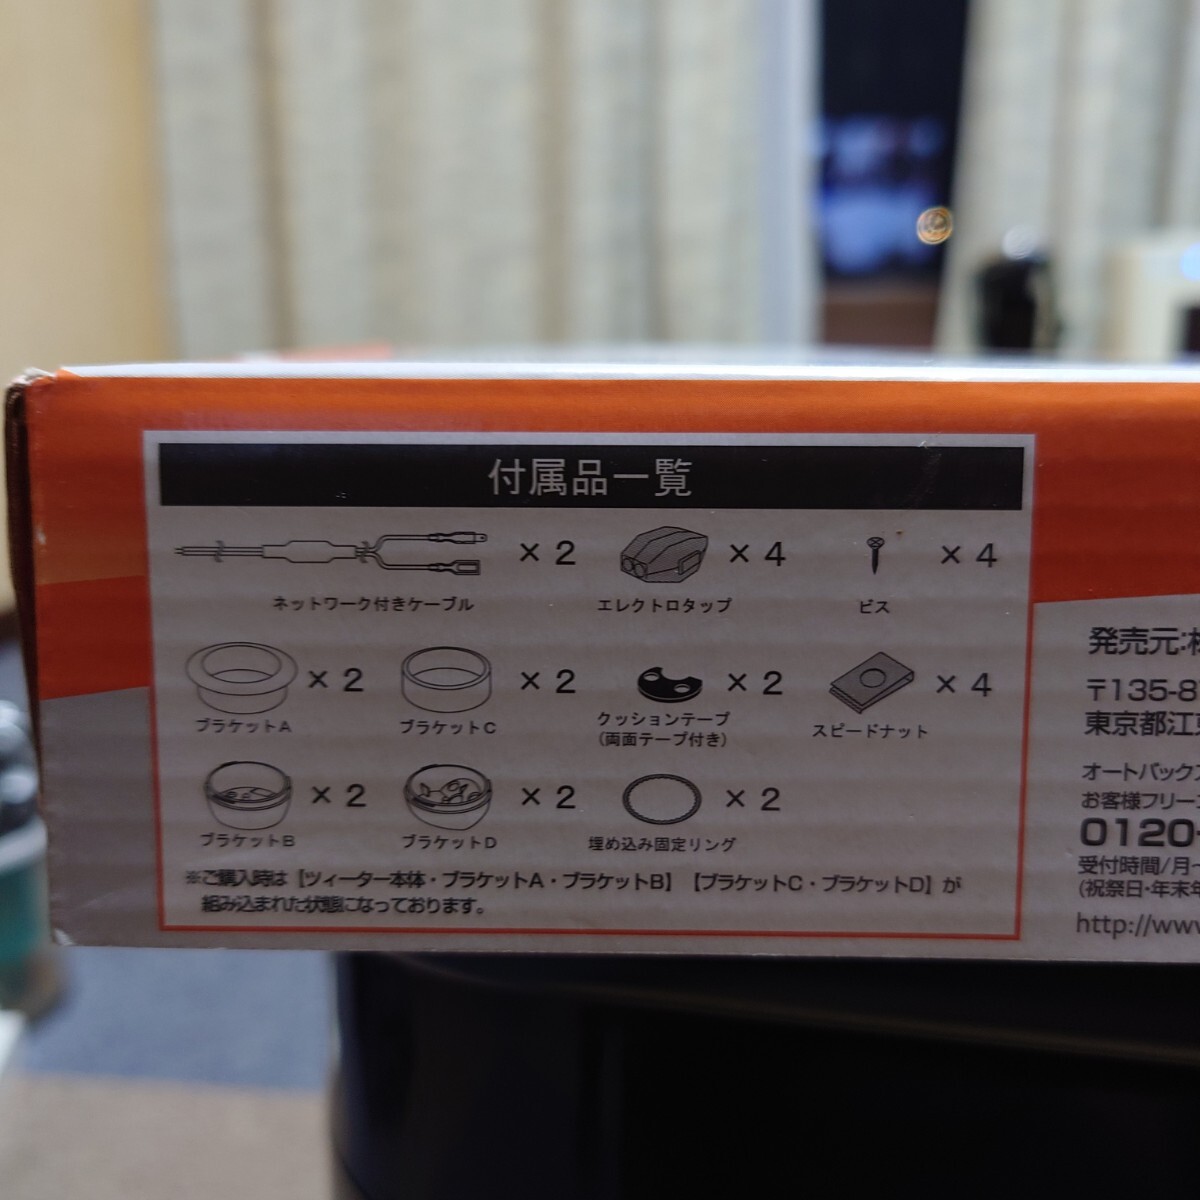 付属品一覧
×2
×4
×4
ネットワーク付きケーブル
エレクトロタップ
ビス
×2
×2
×2
×4
ブラケットA
ブラケットC
クッションテープ
(両面テープ付き)
スピードナット
×2
×2
×2
ブラケットB
ブラケットD
埋め込み固定リング
※ご購入時は【ツィーター本体・ブラケットA・ブラケットB】【ブラケットC・ブラケットD】が
組み込まれた状態になっております。
発売元:株
〒135-8
東京都江
オートバック
お客様フリー
0120-
受付時間/月~
(祝祭日・年末年
http://www